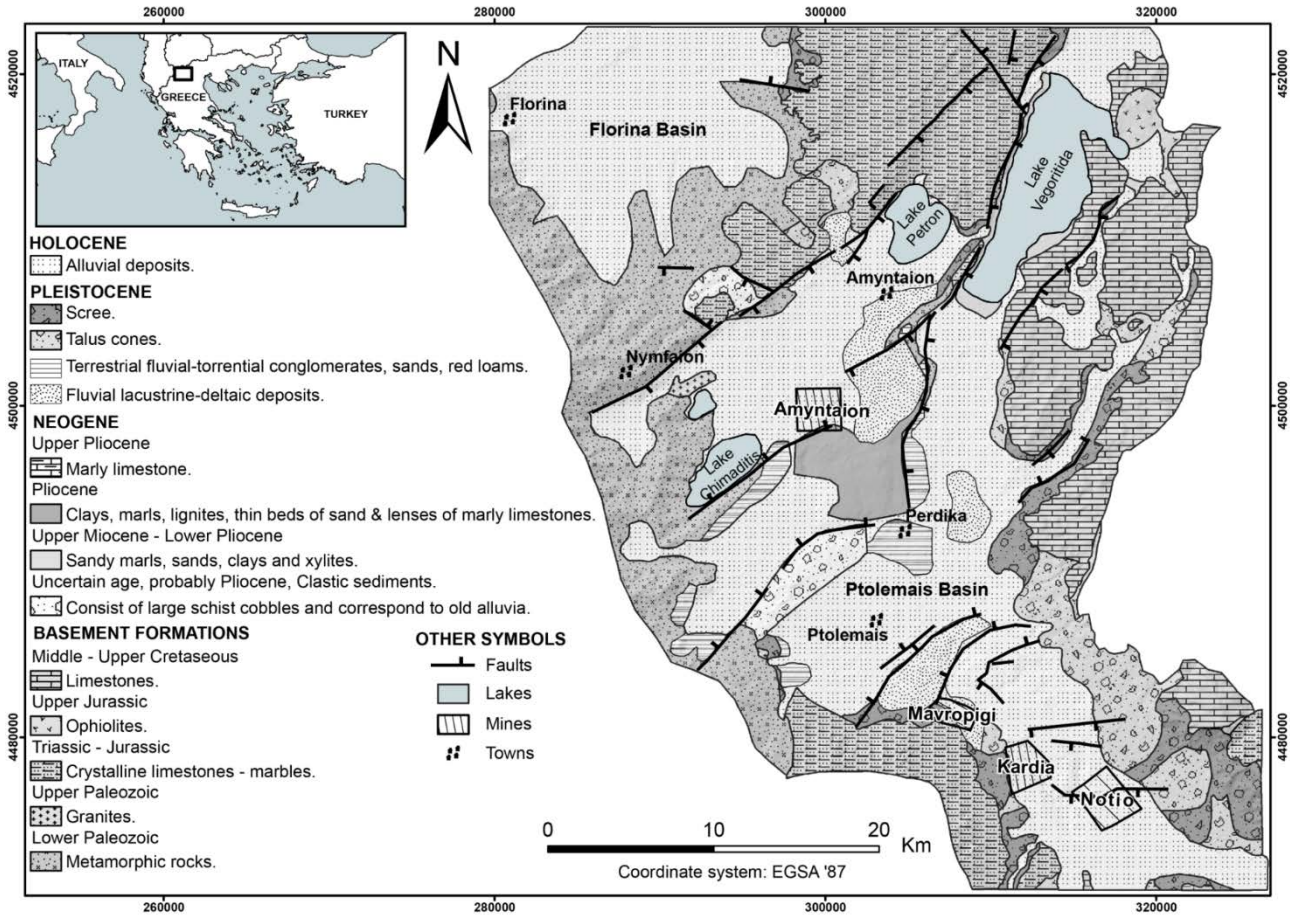 260000 280000 300000 320000
4520000
4500000
4480000
4520000
4500000
4480000
ITALY
GREECE
TURKEY
N
Florina
Florina Basin
Lake
Vegoritida
Lake
Petron
Amyntaion
Nymfaion
Amyntaion
Lake
Chimaditis
Perdika
Ptolemais Basin
Ptolemais
Mavropigi
Kardia
Notio
HOLOCENE
Alluvial deposits.
PLEISTOCENE
Scree.
Talus cones.
Terrestrial fluvial-torrential conglomerates, sands, red loams.
Fluvial lacustrine-deltaic deposits.
NEOGENE
Upper Pliocene
Marly limestone.
Pliocene
Clays, marls, lignites, thin beds of sand & lenses of marly limestones.
Upper Miocene - Lower Pliocene
Sandy marls, sands, clays and xylites.
Uncertain age, probably Pliocene, Clastic sediments.
Consist of large schist cobbles and correspond to old alluvia.
BASEMENT FORMATIONS
Middle - Upper Cretaceous
Limestones.
Upper Jurassic
Ophiolites.
Triassic - Jurassic
Crystalline limestones - marbles.
Upper Paleozoic
Granites.
Lower Paleozoic
Metamorphic rocks.
OTHER SYMBOLS
Faults
Lakes
Mines
Towns
0 10 20 Km
Coordinate system: EGSA '87
260000 280000 300000 320000